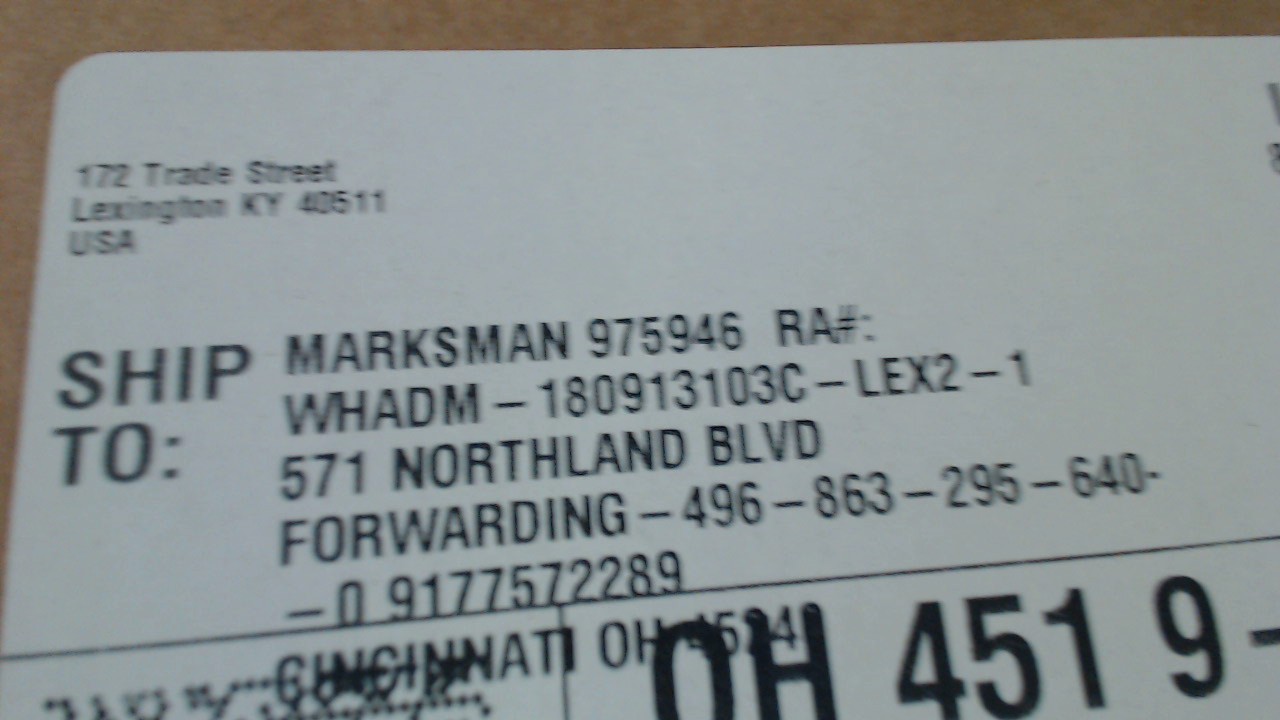 172 Trade Street
Lexington KY 40511
USA
SHIP TO:
MARKSMAN 975946 RA#:
WHADM-180913103C-LEX2-1
571 NORTHLAND BLVD
FORWARDING-496-863-295-640-
-0 9177572289
CINCINNATI OH 45240
OH 451 9-